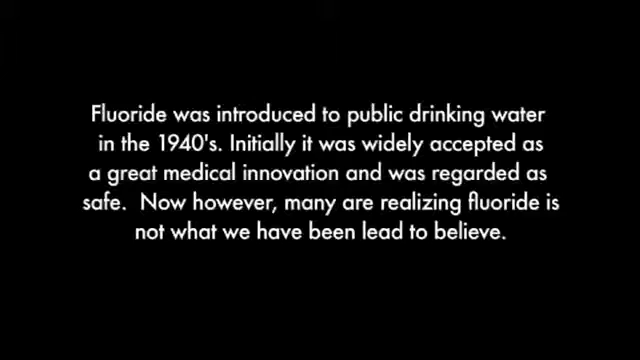 Fluoride was introduced to public drinking water
in the 1940's. Initially it was widely accepted as
a great medical innovation and was regarded as
safe.  Now however, many are realizing fluoride is
not what we have been lead to believe.